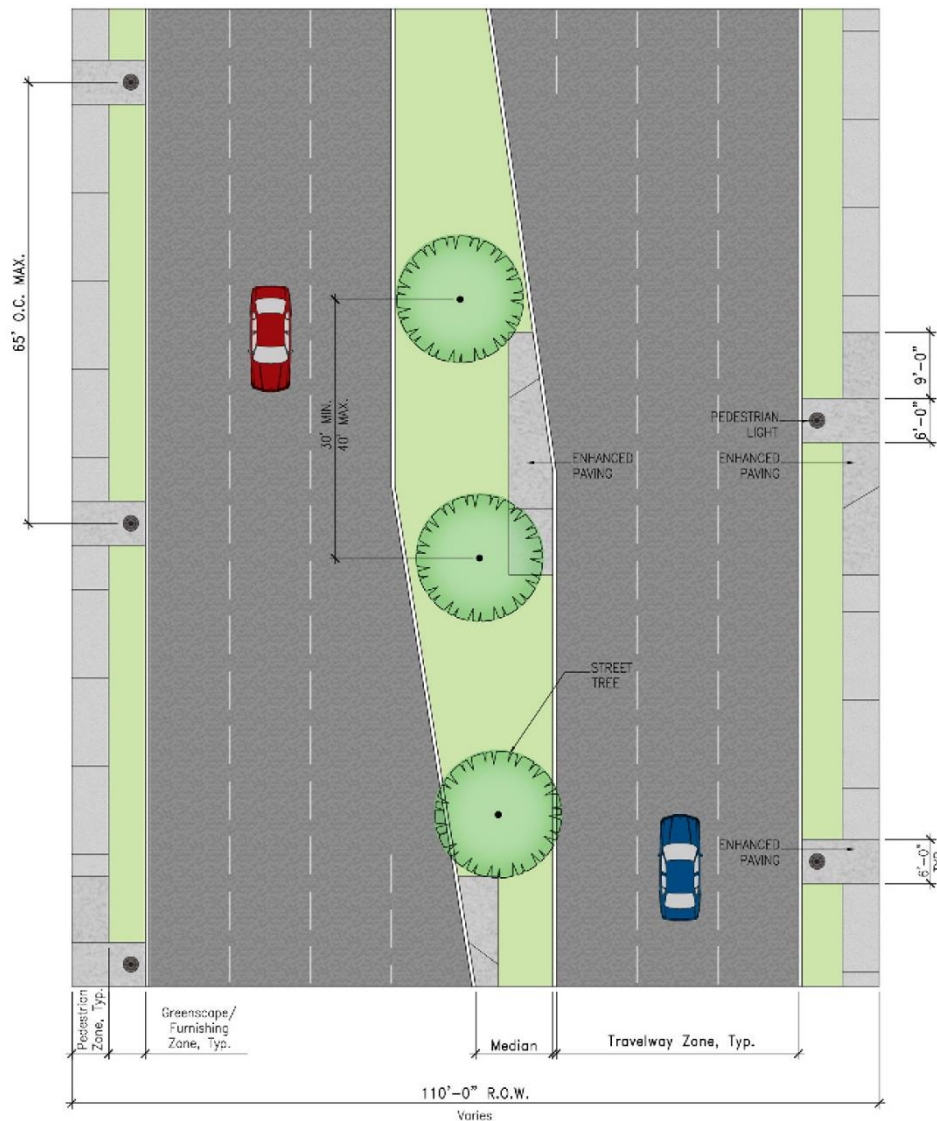 65' O.C. MAX.
30' MIN.
40' MAX.
9'-0"
6'-0"
PEDESTRIAN
LIGHT
ENHANCED
PAVING
ENHANCED
PAVING
STREET
TREE
ENHANCED
PAVING
6'-0"
TYP.
Pedestrian
Zone, Typ.
Greenscape/
Furnishing
Zone, Typ.
Median
Travelway Zone, Typ.
110'-0" R.O.W.
Varies